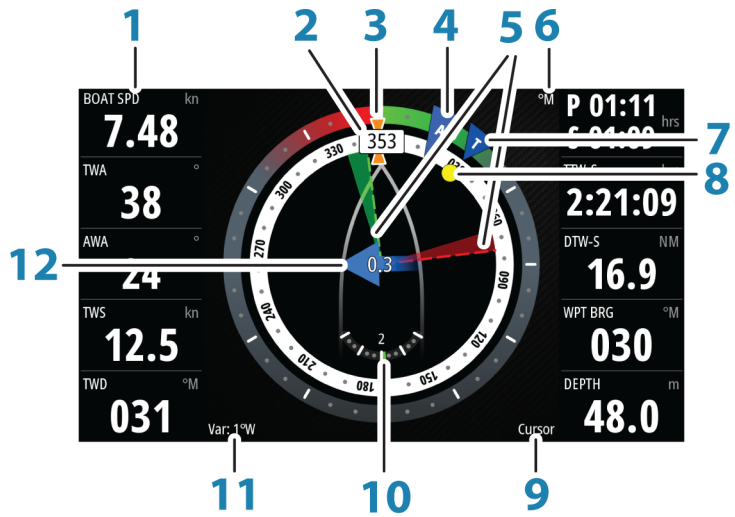 1
2
3
4
5
6
BOAT SPD kn
7.48
°M
P 01:11 hrs
353
A
T
7
TWA °
38
330
300
8
2:21:09
AWA °
24
270
12
0.3
DTW-S NM
16.9
060
090
TWS kn
12.5
240
2
120
WPT BRG °M
030
210
180
150
TWD °M
031
DEPTH m
48.0
Var: 1°W
Cursor
11
10
9